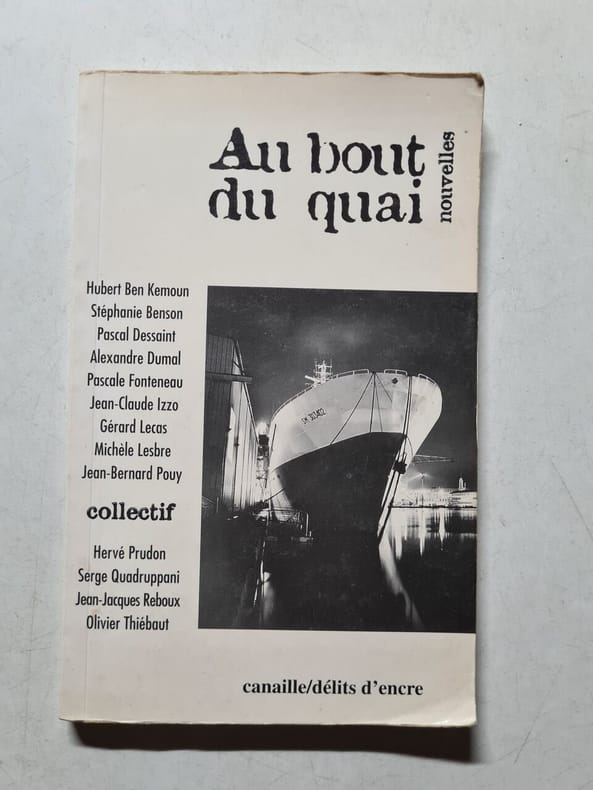 Au bout
du quai
nouvelles
Hubert Ben Kemoun
Stéphanie Benson
Pascal Dessaint
Alexandre Dumal
Pascale Fonteneau
Jean-Claude Izzo
Gérard Lecas
Michèle Lesbre
Jean-Bernard Pouy
collectif
Hervé Prudon
Serge Quadruppani
Jean-Jacques Reboux
Olivier Thiébaut
canaille/délits d'encre